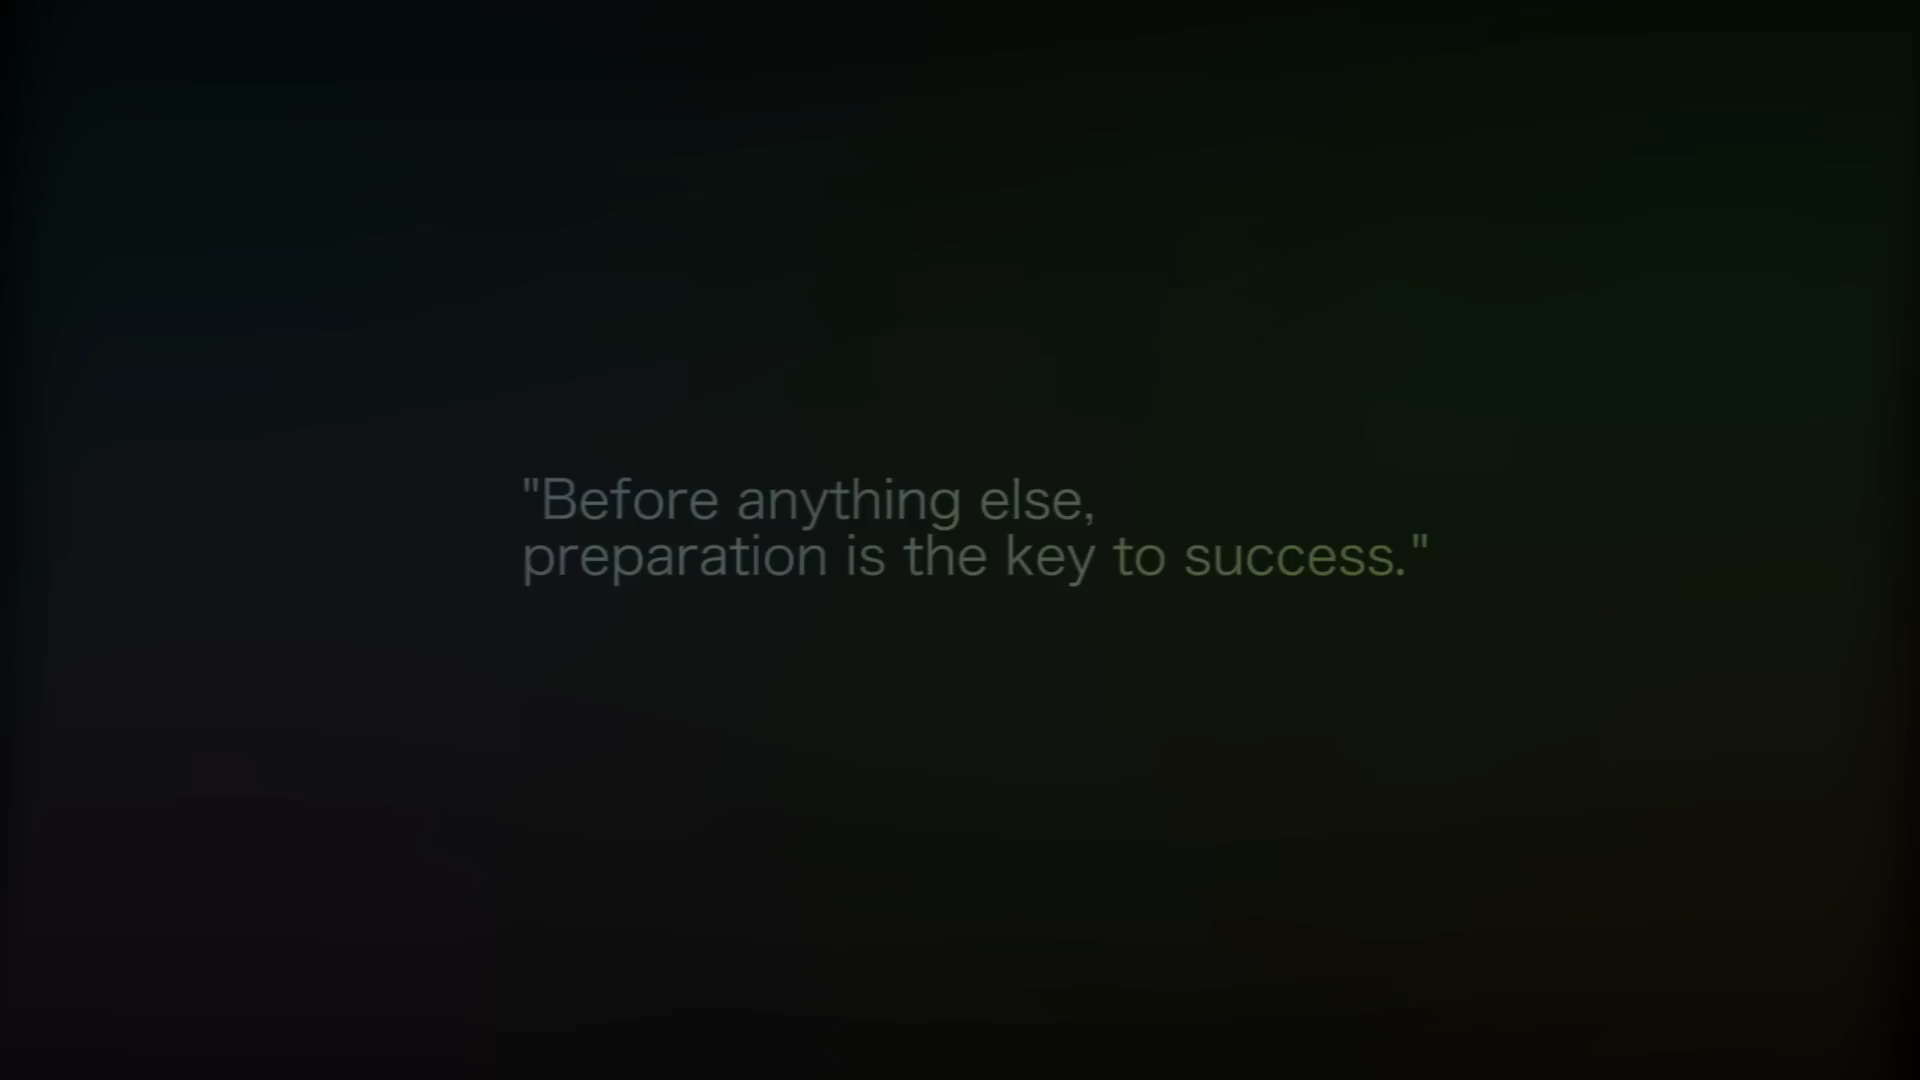 "Before anything else,
preparation is the key to success."